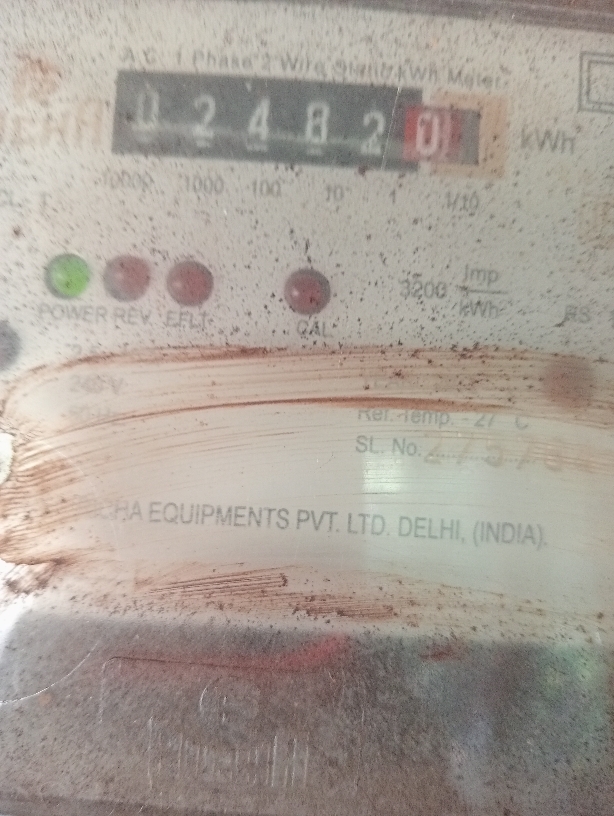 A.C. 1 Phase 2 Wire Static kWh Meter
0 2 4 8 2 0 kWh
10000 1000 100 10 1 1/10
POWER REV EFLT CAL
3200 Imp
kWh
240 V
Ref. Temp. - 27 °C
SL. No.
EQUIPMENTS PVT. LTD. DELHI, (INDIA).